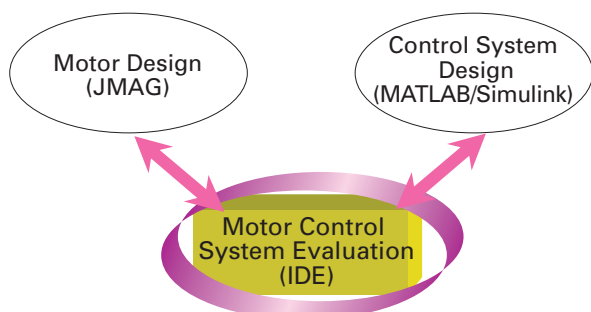 Motor Design
(JMAG)
Control System
Design
(MATLAB/Simulink)
Motor Control
System Evaluation
(IDE)